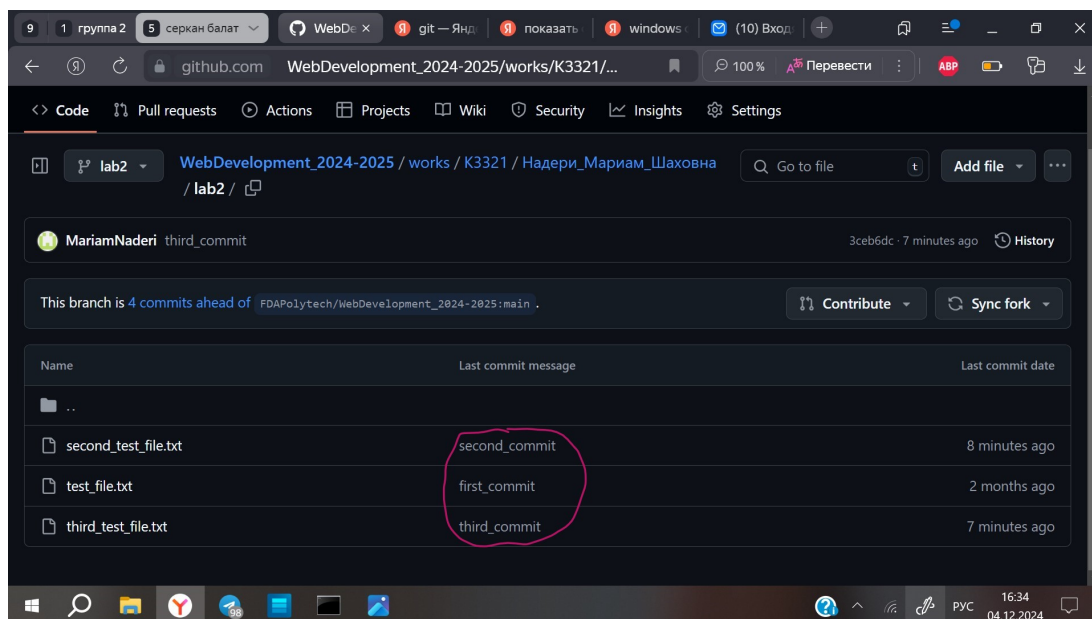 9 1 группа 2 5 серкан балат WebDe × git — Янд показать windows (10) Вход +
Я github.com WebDevelopment_2024-2025/works/K3321/... 100 % Перевести ABP
<> Code Pull requests Actions Projects Wiki Security Insights Settings
lab2 WebDevelopment_2024-2025 / works / K3321 / Надери_Мариам_Шаховна Go to file t Add file ...
/ lab2 /
MariamNaderi third_commit 3ceb6dc · 7 minutes ago History
This branch is 4 commits ahead of FDAPolytech/WebDevelopment_2024-2025:main . Contribute Sync fork
Name Last commit message Last commit date
..
second_test_file.txt second_commit 8 minutes ago
test_file.txt first_commit 2 months ago
third_test_file.txt third_commit 7 minutes ago
98 РУС 16:34
04.12.2024